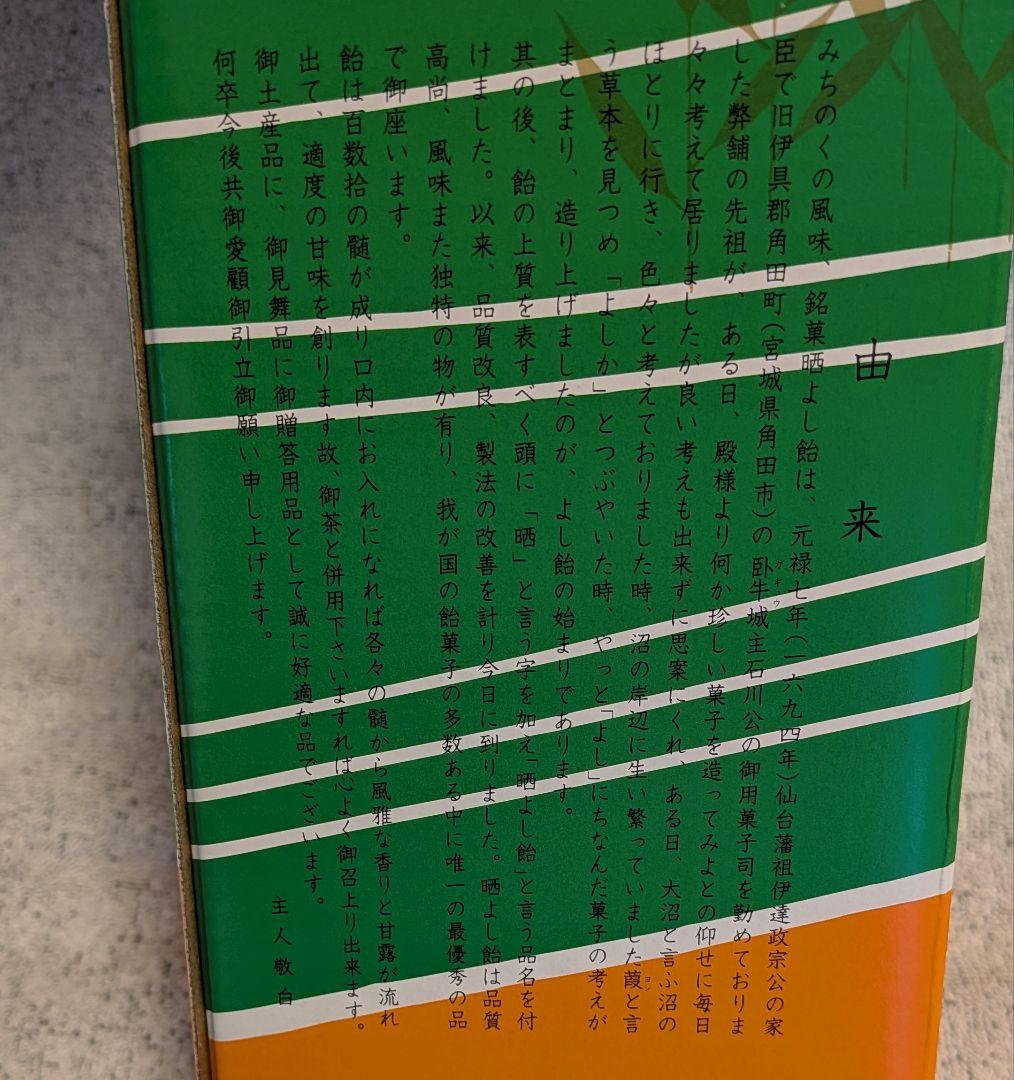 由来
みちのくの風味、銘菓晒よし飴は、元禄七年(一六九四年)仙台藩祖伊達政宗公の家
臣で旧伊具郡角田町(宮城県角田市)の臥牛城主石川公の御用菓子司を勤めておりま
ガギウ
した弊舗の先祖が、ある日、殿様より何か珍しい菓子を造ってみよとの仰せに毎日
々々考えて居りましたが良い考えも出来ずに思案にくれ、ある日、大沼と言ふ沼の
ほとりに行き、色々と考えておりました時、沼の岸辺に生い繁っていました葭と言
ヨシ
う草本を見つめ「よしか」とつぶやいた時、やっと「よし」にちなんだ菓子の考えが
まとまり、造り上げましたのが、よし飴の始まりであります。
其の後、飴の上質を表すべく頭に「晒」と言う字を加え「晒よし飴」と言う品名を付
けました。以来、品質改良、製法の改善を計り今日に到りました。晒よし飴は品質
高尚、風味また独特の物が有り、我が国の飴菓子の多数ある中に唯一の最優秀の品
で御座います。
飴は百数拾の髄が成り口内にお入れになれば各々の髄から風雅な香りと甘露が流れ
出て、適度の甘味を創ります故、御茶と併用下さいますれば心よく御召上り出来ます。
御土産品に、御見舞品に御贈答用品として誠に好適な品でございます。
何卒今後共御愛顧御引立御願い申し上げます。
主人敬白